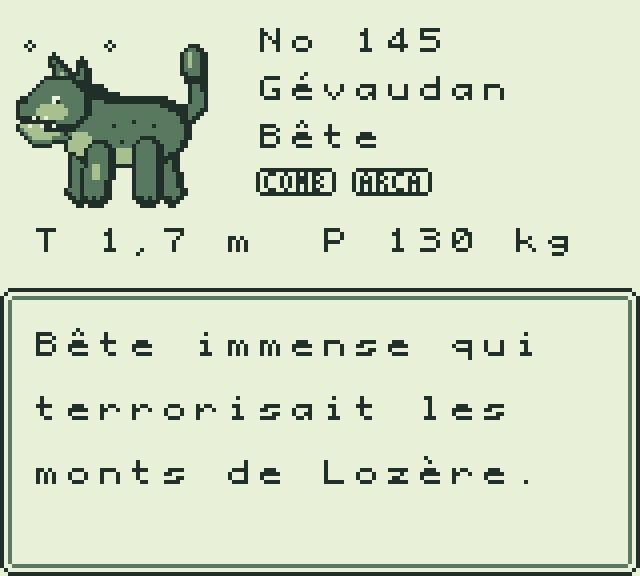 No 145
Gévaudan
Bête
COMB ARCA
T 1,7 m P 130 kg
Bête immense qui
terrorisait les
monts de Lozère.